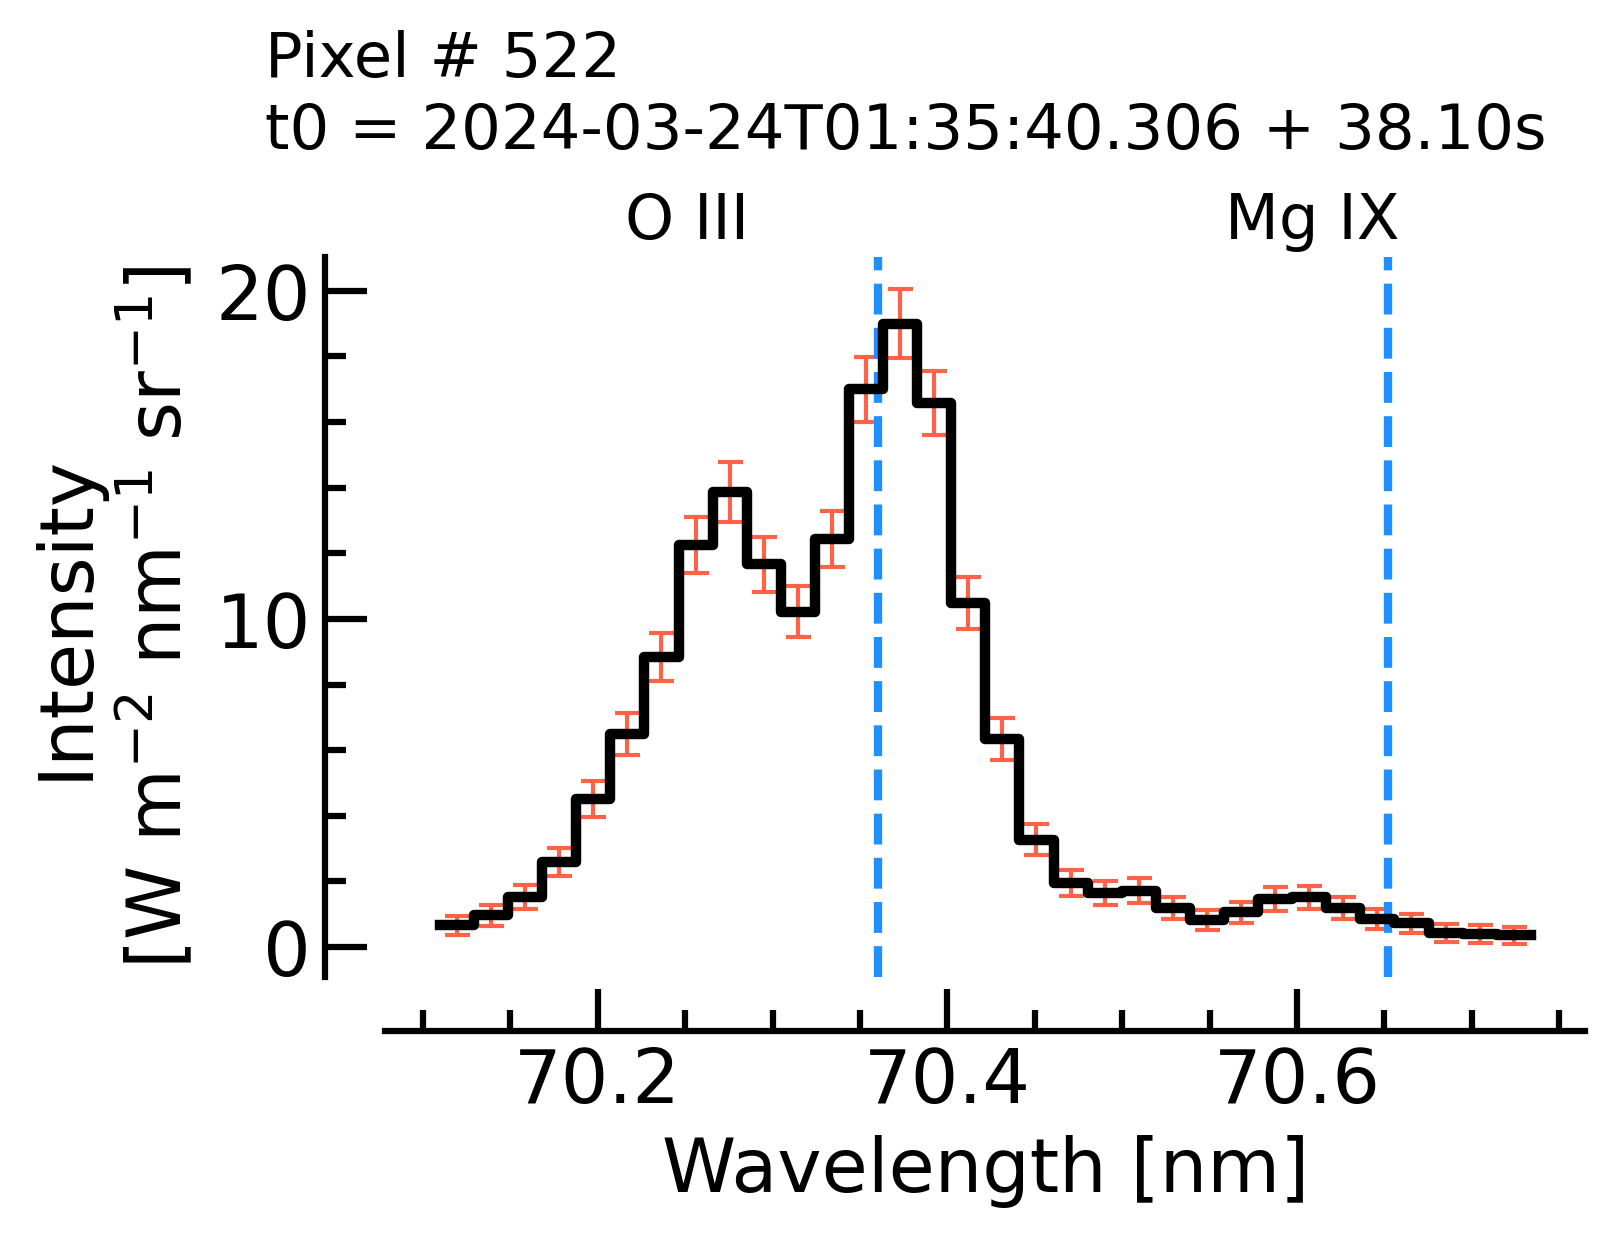 Pixel # 522
t0 = 2024-03-24T01:35:40.306 + 38.10s
O III Mg IX
Intensity
[W m⁻² nm⁻¹ sr⁻¹]
20
10
0
70.2 70.4 70.6
Wavelength [nm]